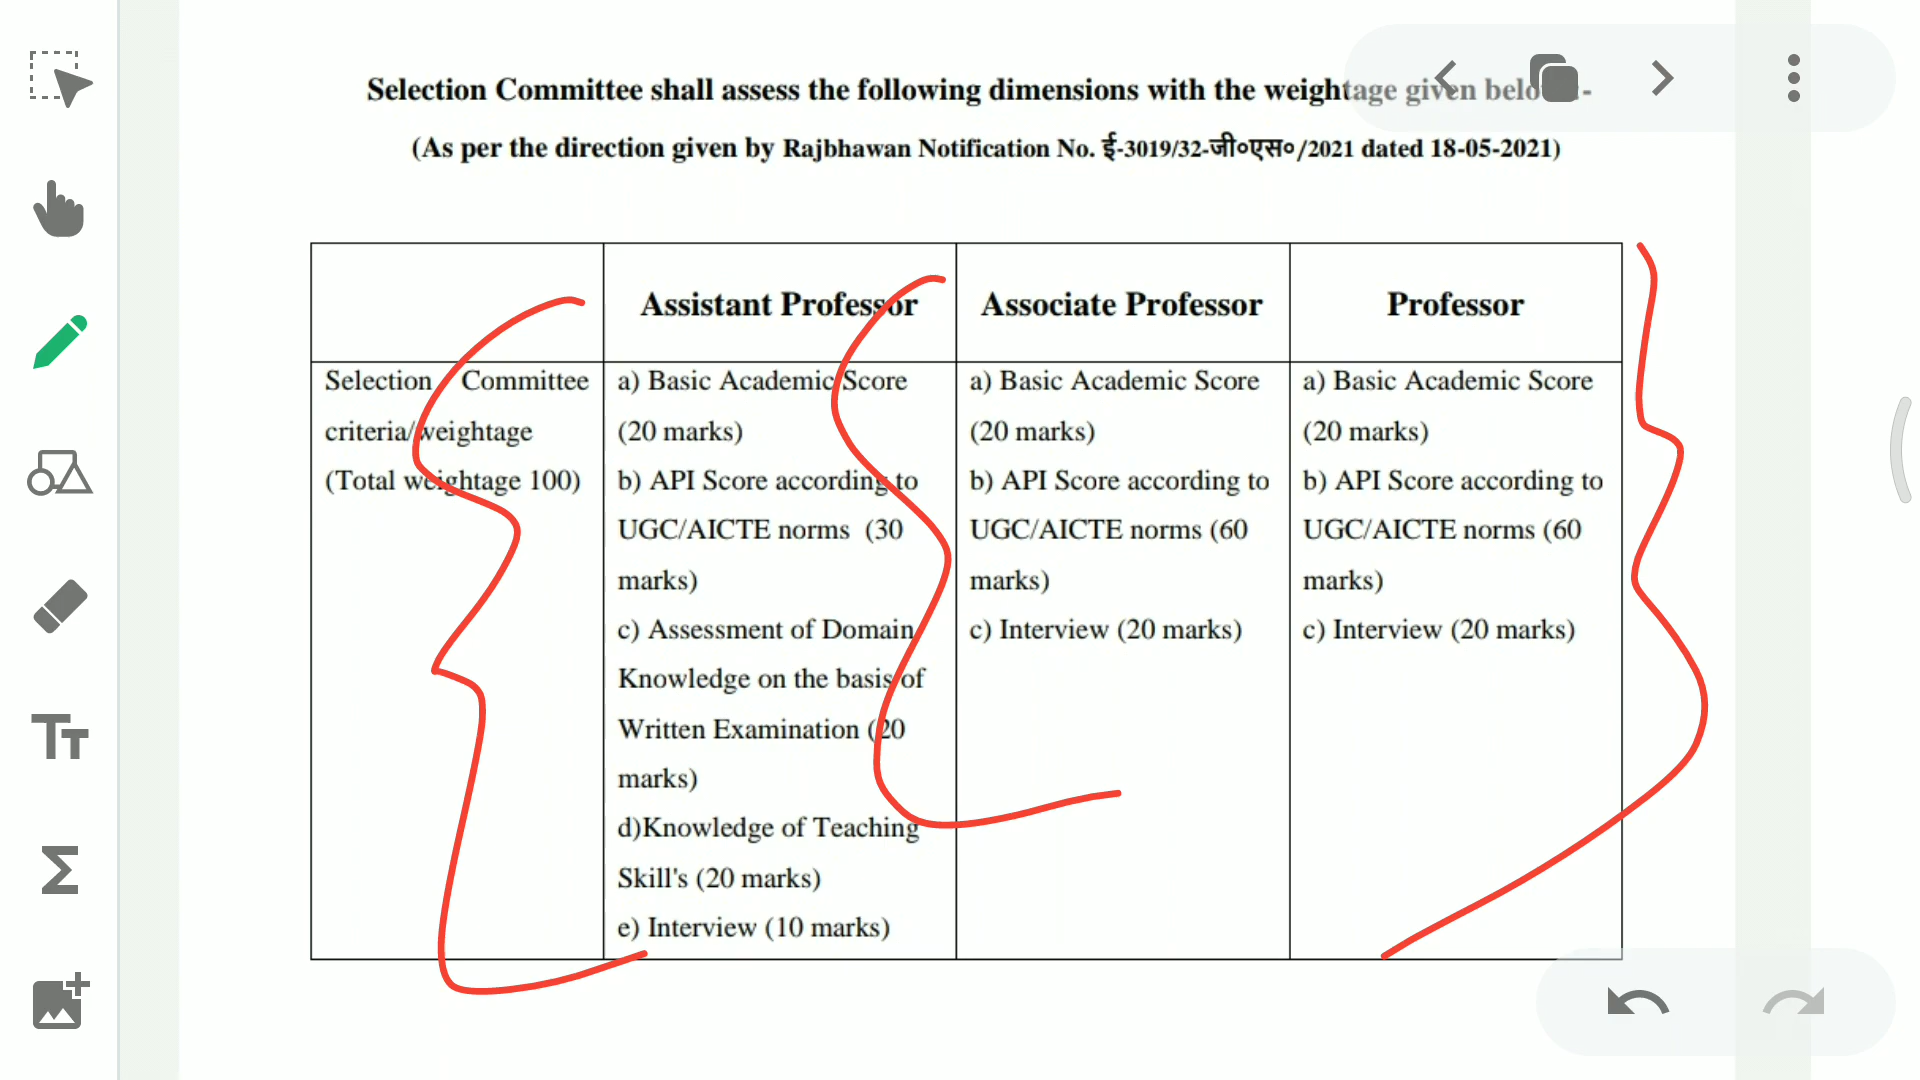 Selection Committee shall assess the following dimensions with the weightage given belo :-
(As per the direction given by Rajbhawan Notification No. ई-3019/32-जी०एस०/2021 dated 18-05-2021)
Assistant Professor
Associate Professor
Professor
Selection Committee
criteria/weightage
(Total weightage 100)
a) Basic Academic Score
(20 marks)
b) API Score according to
UGC/AICTE norms (30
marks)
c) Assessment of Domain
Knowledge on the basis of
Written Examination (20
marks)
d)Knowledge of Teaching
Skill's (20 marks)
e) Interview (10 marks)
a) Basic Academic Score
(20 marks)
b) API Score according to
UGC/AICTE norms (60
marks)
c) Interview (20 marks)
a) Basic Academic Score
(20 marks)
b) API Score according to
UGC/AICTE norms (60
marks)
c) Interview (20 marks)